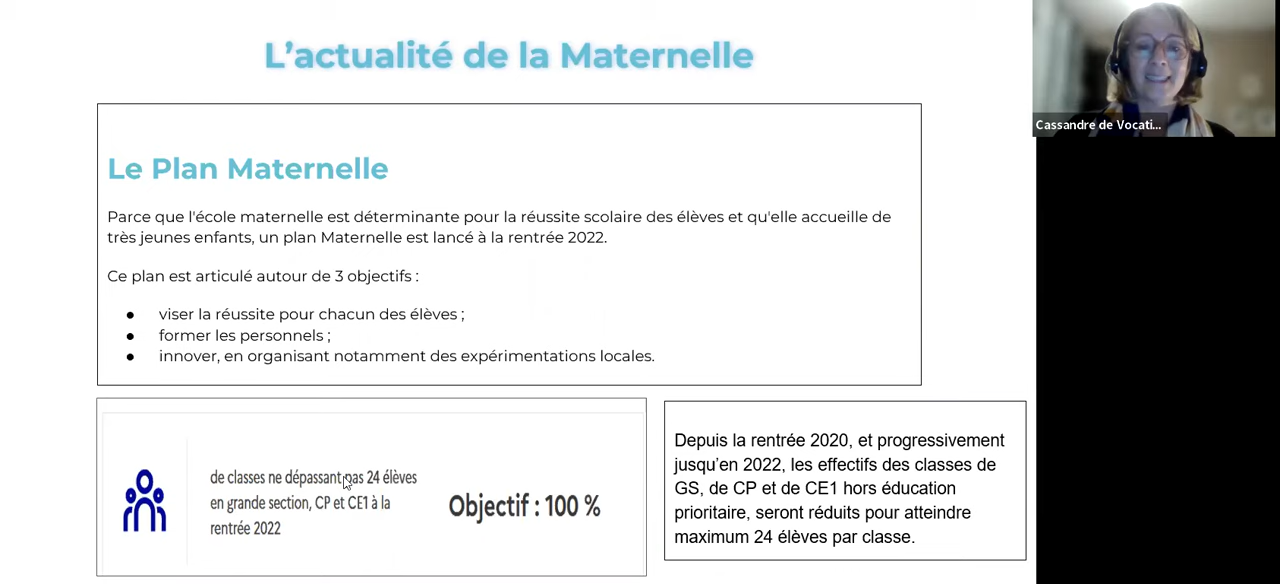 L'actualité de la Maternelle
Cassandre de Vocati...
Le Plan Maternelle
Parce que l'école maternelle est déterminante pour la réussite scolaire des élèves et qu'elle accueille de
très jeunes enfants, un plan Maternelle est lancé à la rentrée 2022.
Ce plan est articulé autour de 3 objectifs :
● viser la réussite pour chacun des élèves ;
● former les personnels ;
● innover, en organisant notamment des expérimentations locales.
de classes ne dépassant pas 24 élèves
en grande section, CP et CE1 à la
rentrée 2022
Objectif : 100 %
Depuis la rentrée 2020, et progressivement
jusqu'en 2022, les effectifs des classes de
GS, de CP et de CE1 hors éducation
prioritaire, seront réduits pour atteindre
maximum 24 élèves par classe.